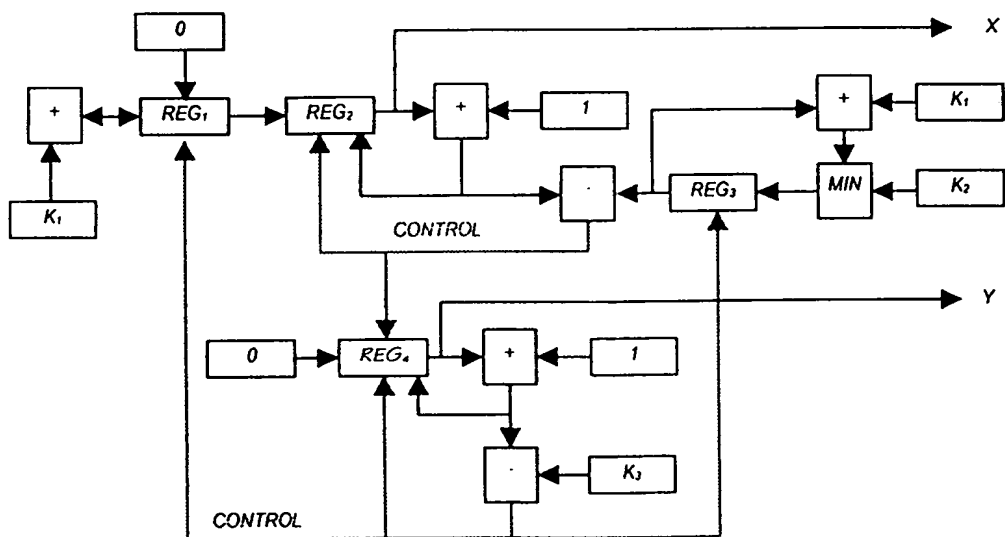 0
X
+
REG₁
REG₂
+
1
+
K₁
K₁
-
REG₃
MIN
K₂
CONTROL
Y
0
REG₄
+
1
-
K₃
CONTROL